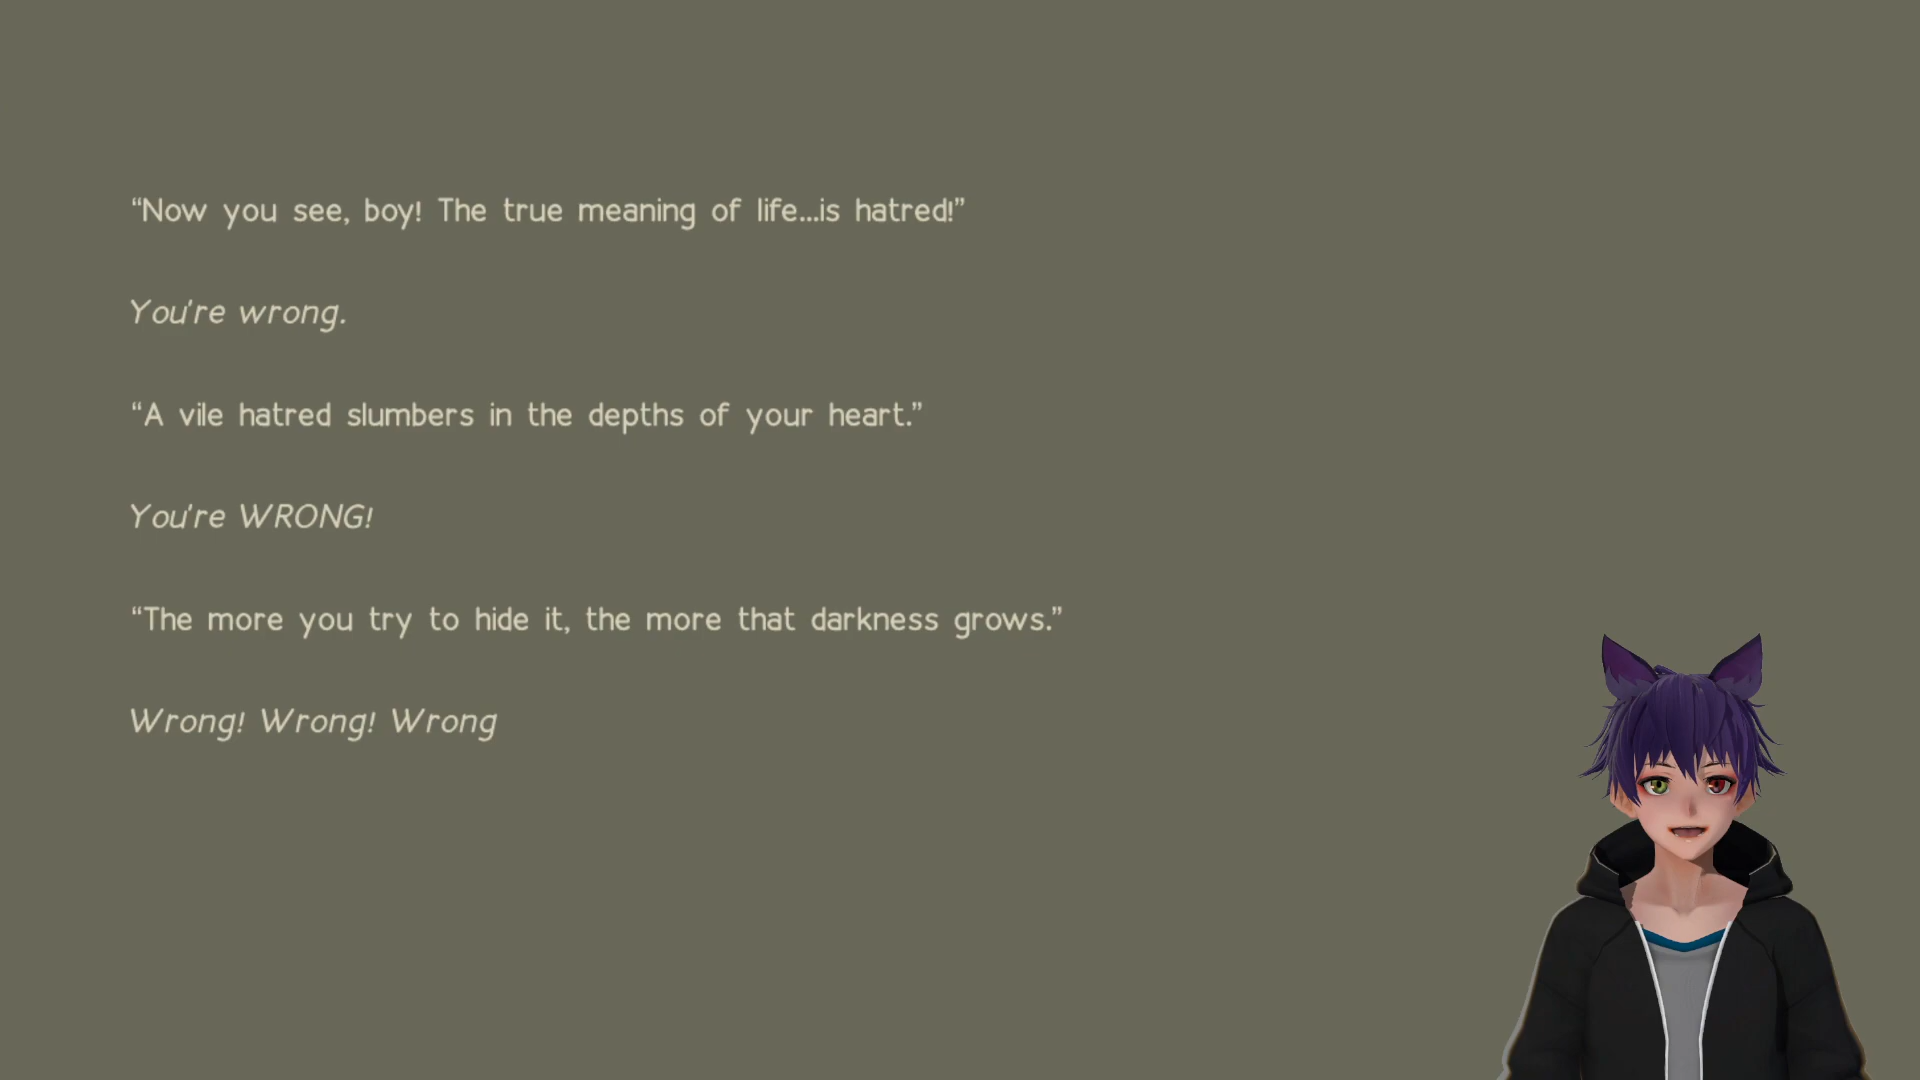 “Now you see, boy! The true meaning of life...is hatred!”
You're wrong.
“A vile hatred slumbers in the depths of your heart.”
You're WRONG!
“The more you try to hide it, the more that darkness grows.”
Wrong! Wrong! Wrong